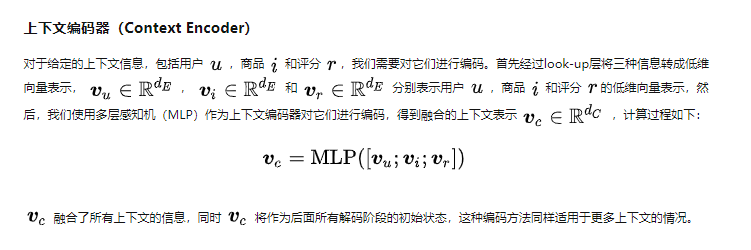 上下文编码器（Context Encoder）
对于给定的上下文信息，包括用户 u ，商品 i 和评分 r ，我们需要对它们进行编码。首先经过look-up层将三种信息转成低维
向量表示， v_u ∈ ℝ^{d_E} ， v_i ∈ ℝ^{d_E} 和 v_r ∈ ℝ^{d_E} 分别表示用户 u ，商品 i 和评分 r 的低维向量表示，然
后，我们使用多层感知机（MLP）作为上下文编码器对它们进行编码，得到融合的上下文表示 v_c ∈ ℝ^{d_C} ，计算过程如下：
v_c = MLP([v_u; v_i; v_r])
v_c 融合了所有上下文的信息，同时 v_c 将作为后面所有解码阶段的初始状态，这种编码方法同样适用于更多上下文的情况。